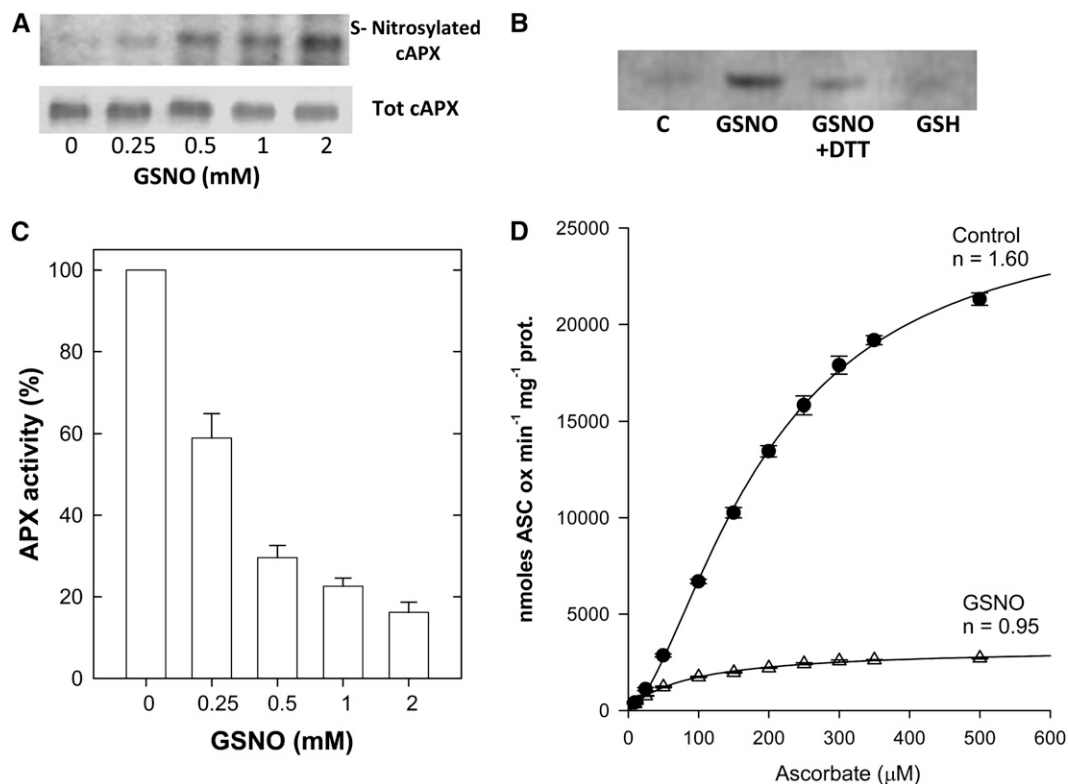 A
S- Nitrosylated
cAPX
Tot cAPX
0 0.25 0.5 1 2
GSNO (mM)
B
C GSNO GSNO GSH
+DTT
C
APX activity (%)
100
80
60
40
20
0
0 0.25 0.5 1 2
GSNO (mM)
D
nmoles ASC ox min⁻¹ mg⁻¹ prot.
25000
20000
15000
10000
5000
0
Control
n = 1.60
GSNO
n = 0.95
0 100 200 300 400 500 600
Ascorbate (µM)